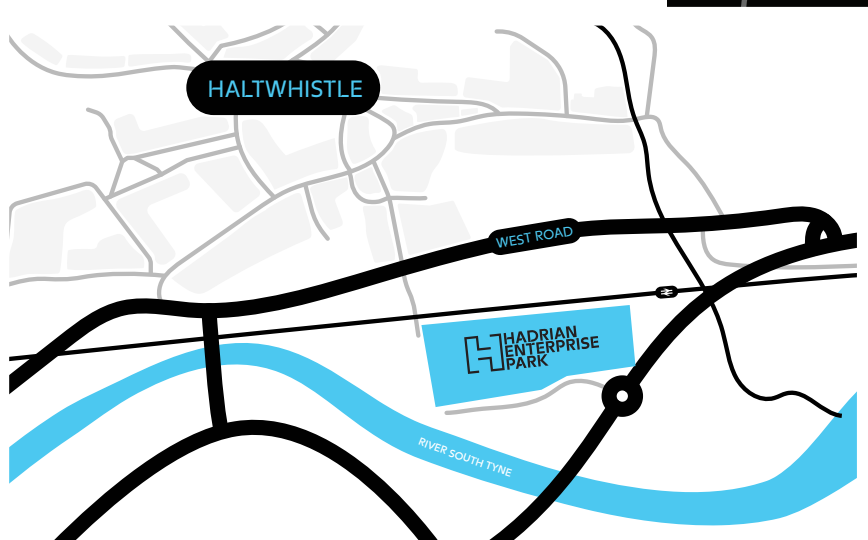 HALTWHISTLE
WEST ROAD
HADRIAN
ENTERPRISE
PARK
RIVER SOUTH TYNE